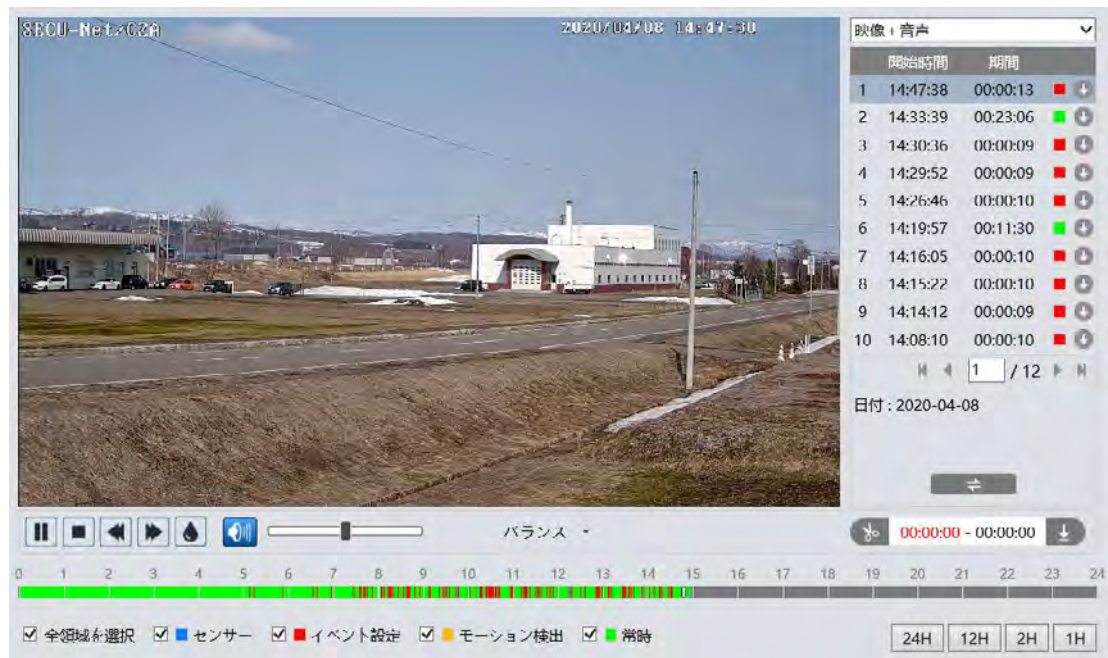 SECU-Net/CZA 2020/04/08 14:47:30
映像+音声
開始時間 期間
1 14:47:38 00:00:13
2 14:33:39 00:23:06
3 14:30:36 00:00:09
4 14:29:52 00:00:09
5 14:26:46 00:00:10
6 14:19:57 00:11:30
7 14:16:05 00:00:10
8 14:15:22 00:00:10
9 14:14:12 00:00:09
10 14:08:10 00:00:10
1 / 12
日付 : 2020-04-08
バランス
00:00:00 - 00:00:00
0 1 2 3 4 5 6 7 8 9 10 11 12 13 14 15 16 17 18 19 20 21 22 23 24
全領域を選択 センサー イベント設定 モーション検出 常時
24H 12H 2H 1H